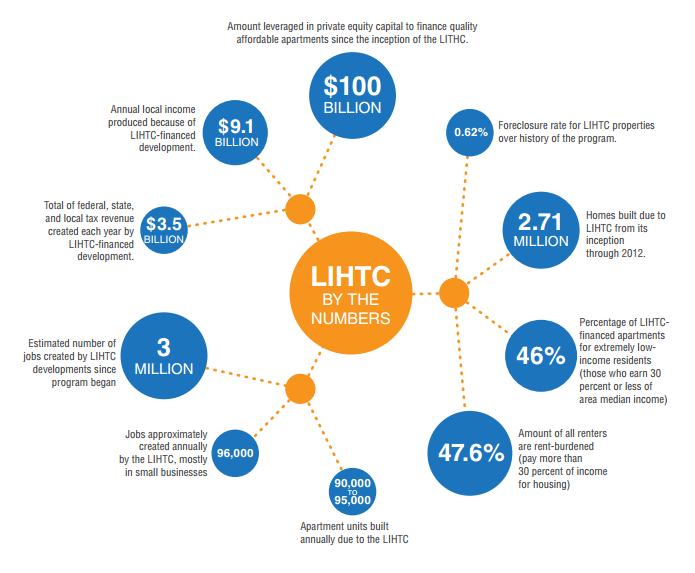 Amount leveraged in private equity capital to finance quality
affordable apartments since the inception of the LITHC.
$100
BILLION
Annual local income
produced because of
LIHTC-financed
development.
$9.1
BILLION
Total of federal, state,
and local tax revenue
created each year by
LIHTC-financed
development.
$3.5
BILLION
LIHTC
BY THE
NUMBERS
0.62%
Foreclosure rate for LIHTC properties
over history of the program.
2.71
MILLION
Homes built due to
LIHTC from its
inception
through 2012.
46%
Percentage of LIHTC-
financed apartments
for extremely low-
income residents
(those who earn 30
percent or less of
area median income)
47.6%
Amount of all renters
are rent-burdened
(pay more than
30 percent of income
for housing)
Estimated number of
jobs created by LIHTC
developments since
program began
3
MILLION
Jobs approximately
created annually
by the LIHTC, mostly
in small businesses
96,000
90,000
TO
95,000
Apartment units built
annually due to the LIHTC